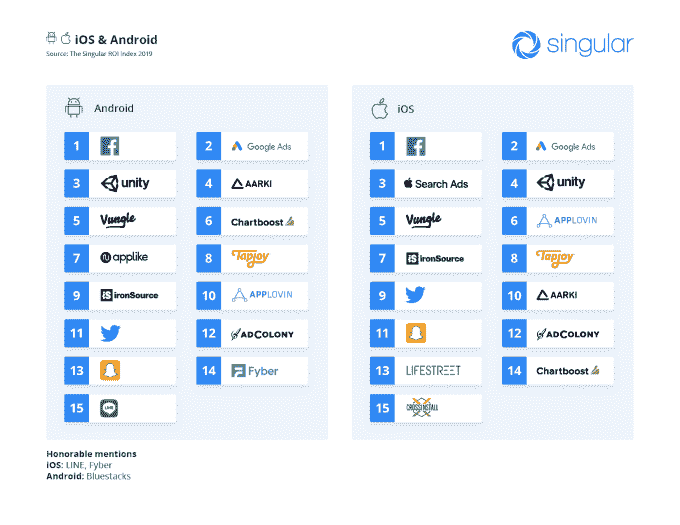 iOS & Android
Source: The Singular ROI Index 2019
singular
Android
1
2 Google Ads
3 unity
4 AARKI
5 Vungle
6 Chartboost
7 applike
8 Tapjoy
9 iS ironSource
10 APPLOVIN
11
12 ADCOLONY
13
14 Fyber
15 LINE
iOS
1
2 Google Ads
3 Search Ads
4 unity
5 Vungle
6 APPLOVIN
7 iS ironSource
8 Tapjoy
9
10 AARKI
11
12 ADCOLONY
13 LIFESTREET
14 Chartboost
15 CROSSINSTALL
Honorable mentions
iOS: LINE, Fyber
Android: Bluestacks